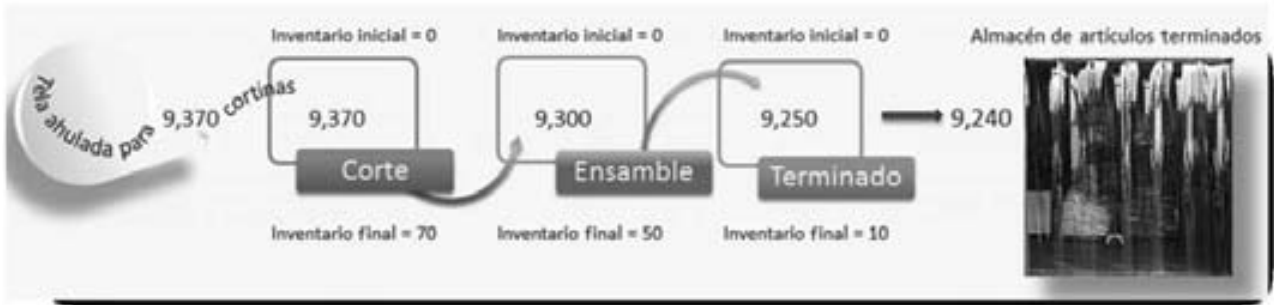 Inventario inicial = 0 Inventario inicial = 0 Inventario inicial = 0 Almacén de artículos terminados
Tela ahulada para cortinas
9,370 9,370 9,300 9,250 9,240
Corte Ensamble Terminado
Inventario final = 70 Inventario final = 50 Inventario final = 10